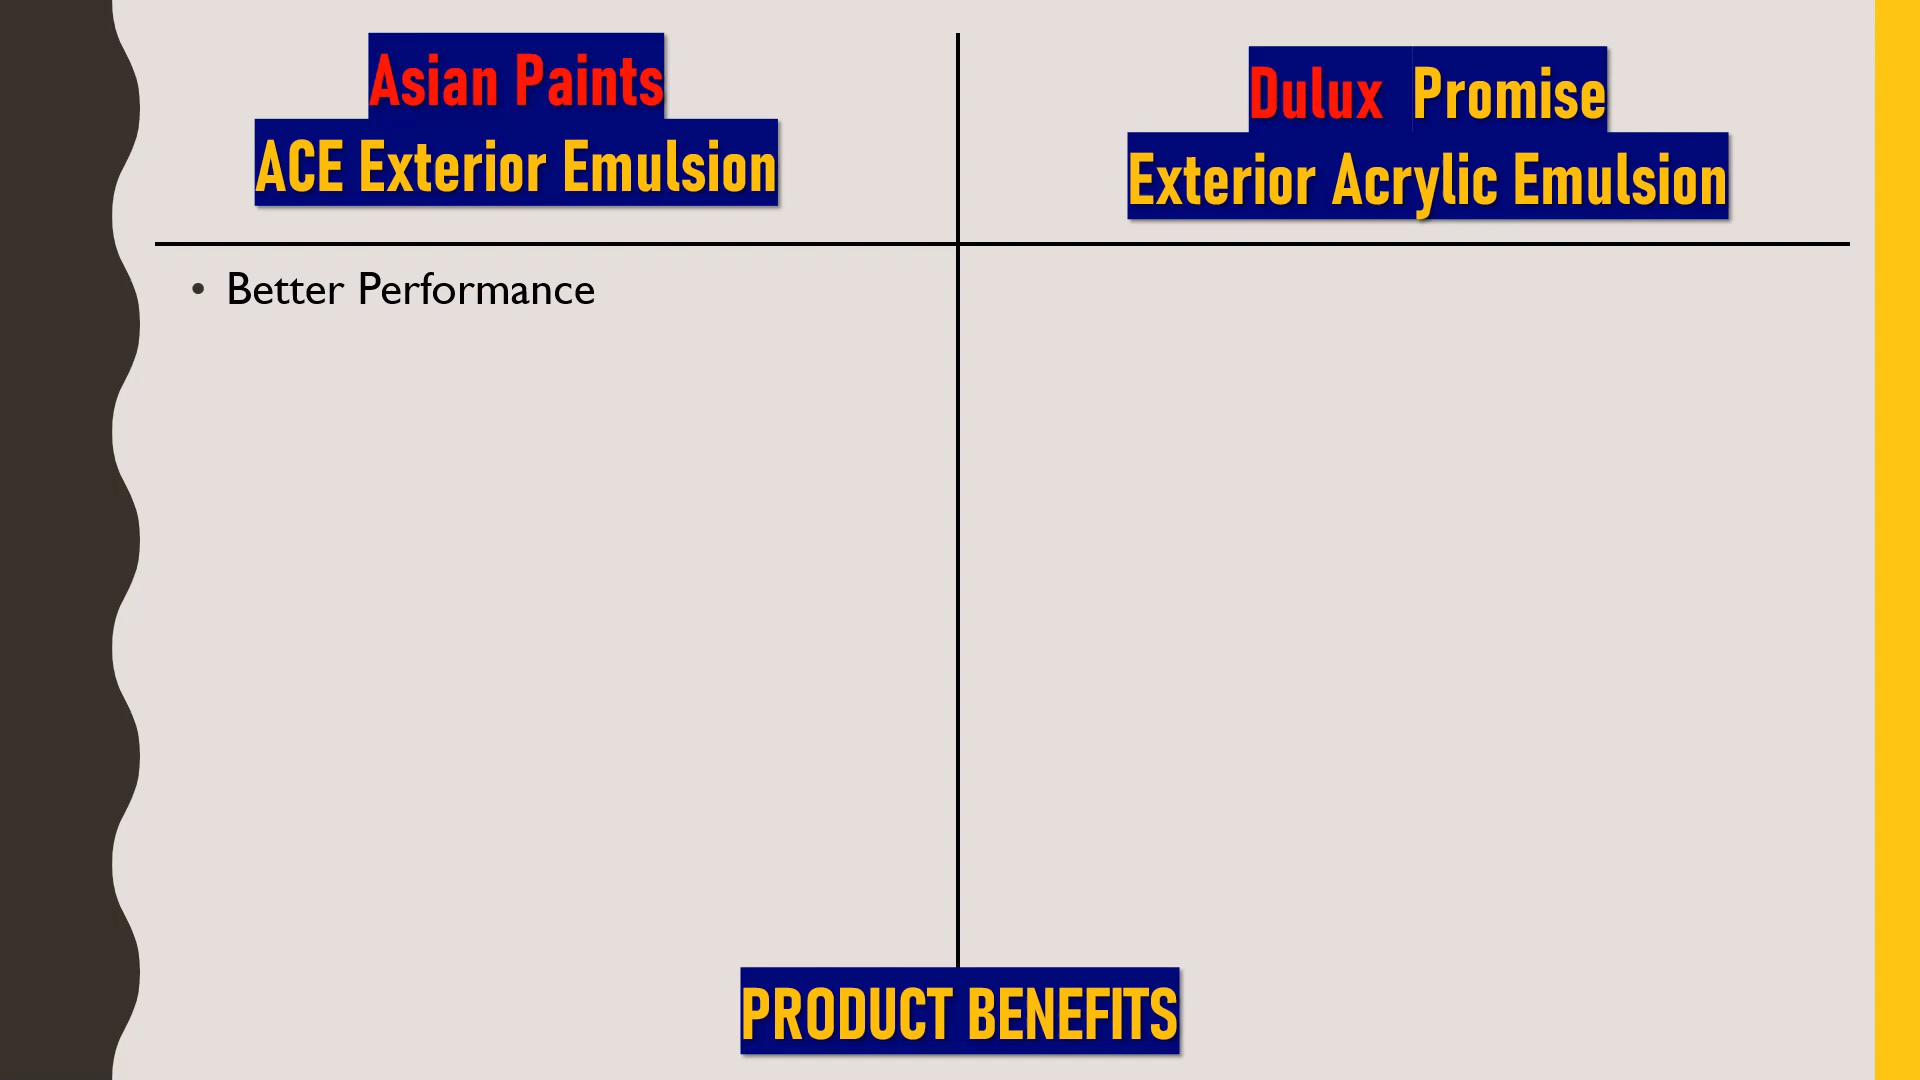 Asian Paints
ACE Exterior Emulsion
Dulux Promise
Exterior Acrylic Emulsion
• Better Performance
PRODUCT BENEFITS